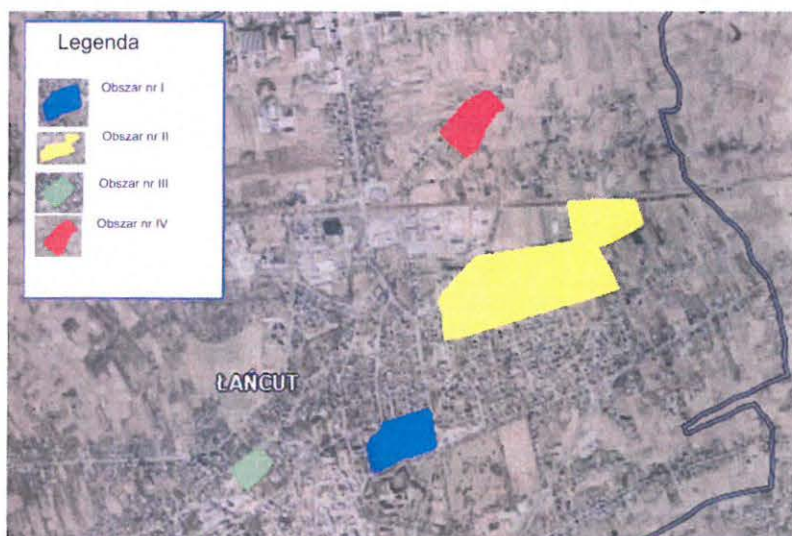 Legenda
Obszar nr I
Obszar nr II
Obszar nr III
Obszar nr IV
ŁAŃCUT